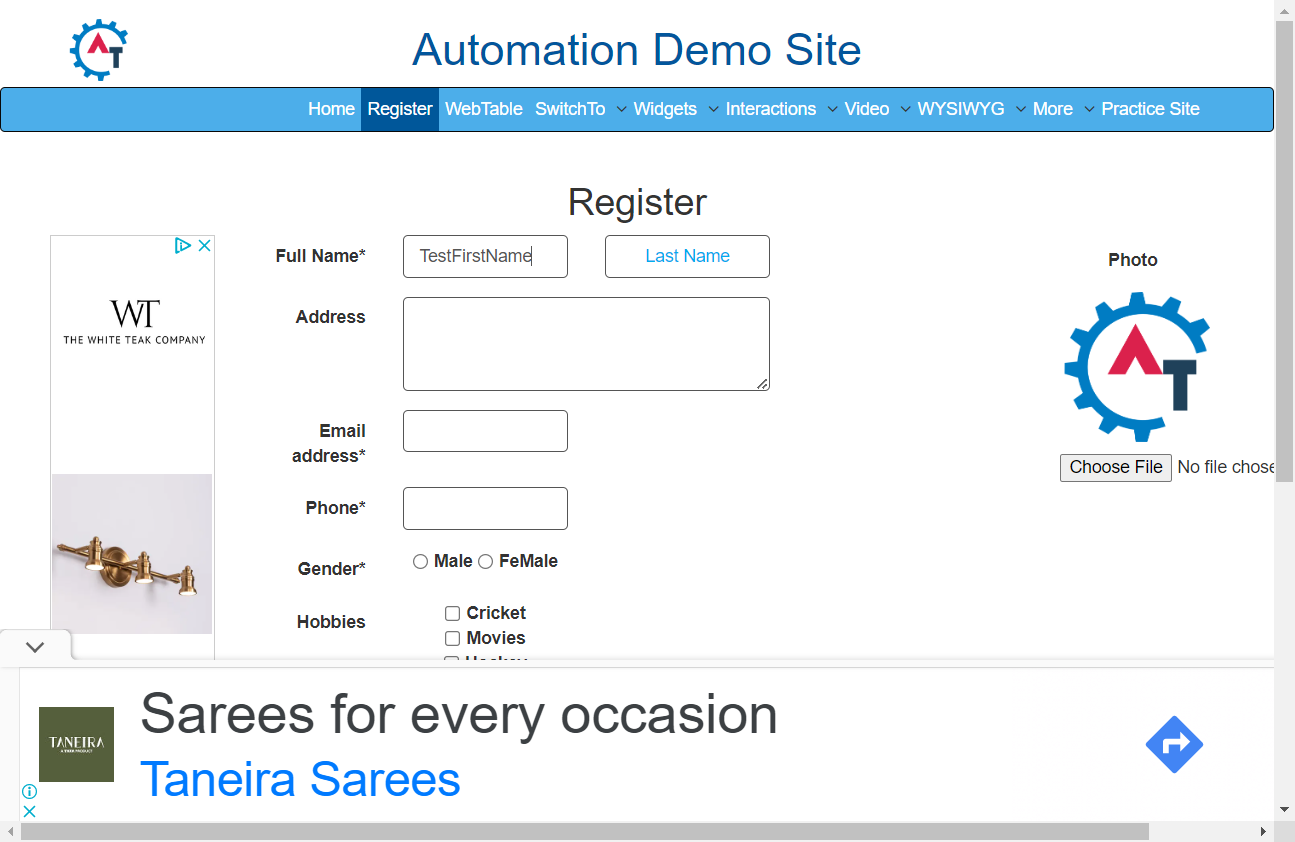 Automation Demo Site
Home Register WebTable SwitchTo Widgets Interactions Video WYSIWYG More Practice Site
Register
Full Name* TestFirstName Last Name
Photo
WT
THE WHITE TEAK COMPANY
Address
Email address*
Choose File No file chose
Phone*
Gender* Male FeMale
Hobbies Cricket
Movies
Hockey
Sarees for every occasion
TANEIRA
Taneira Sarees